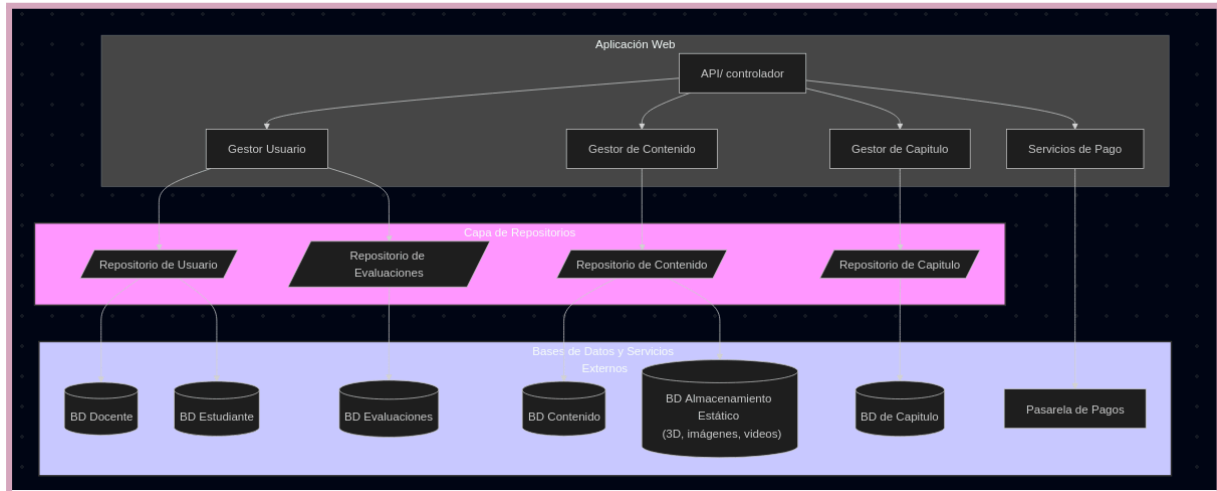 Aplicación Web
API/ controlador
Gestor Usuario
Gestor de Contenido
Gestor de Capitulo
Servicios de Pago
Capa de Repositorios
Repositorio de Usuario
Repositorio de
Evaluaciones
Repositorio de Contenido
Repositorio de Capitulo
Bases de Datos y Servicios
Externos
BD Docente
BD Estudiante
BD Evaluaciones
BD Contenido
BD Almacenamiento
Estático
(3D, imágenes, videos)
BD de Capitulo
Pasarela de Pagos